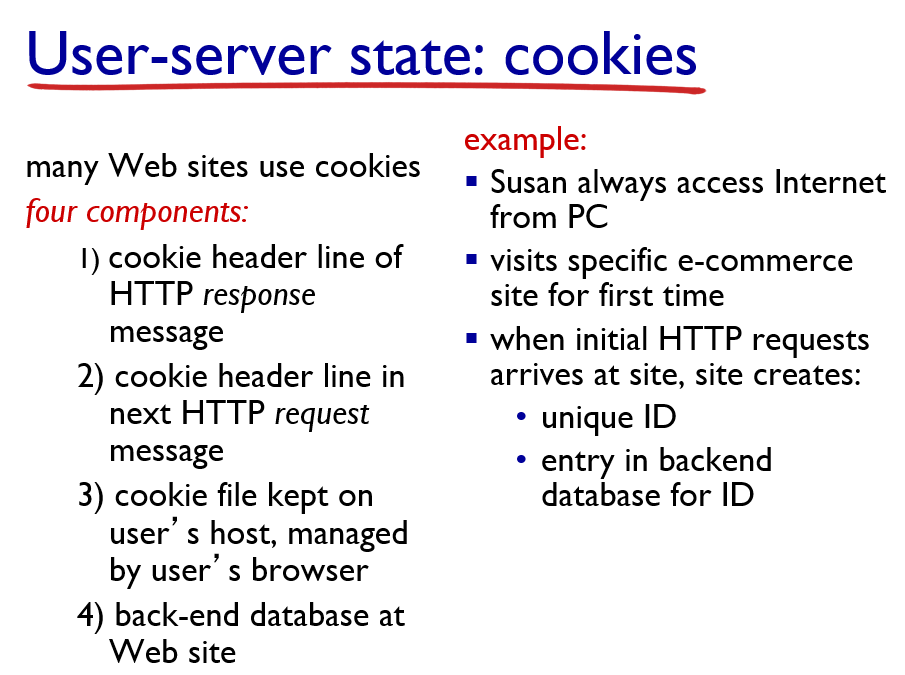 User-server state: cookies
many Web sites use cookies
four components:
1) cookie header line of
HTTP response
message
2) cookie header line in
next HTTP request
message
3) cookie file kept on
user’ s host, managed
by user’ s browser
4) back-end database at
Web site
example:
▪ Susan always access Internet
from PC
▪ visits specific e-commerce
site for first time
▪ when initial HTTP requests
arrives at site, site creates:
• unique ID
• entry in backend
database for ID